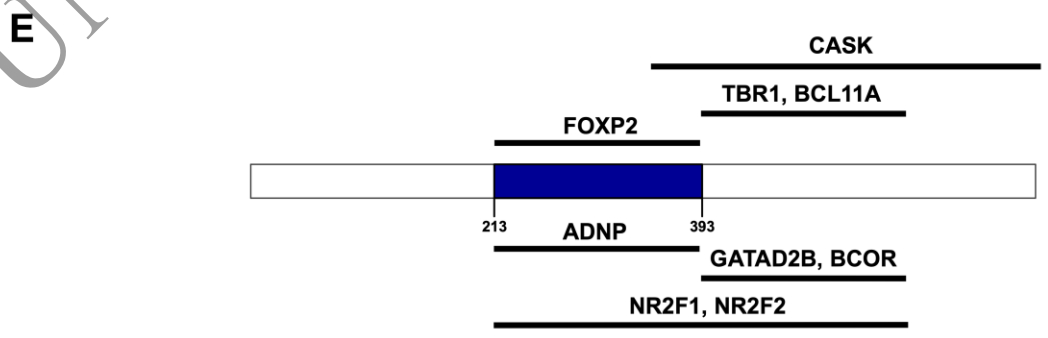 E
CASK
TBR1, BCL11A
FOXP2
213 393
ADNP
GATAD2B, BCOR
NR2F1, NR2F2